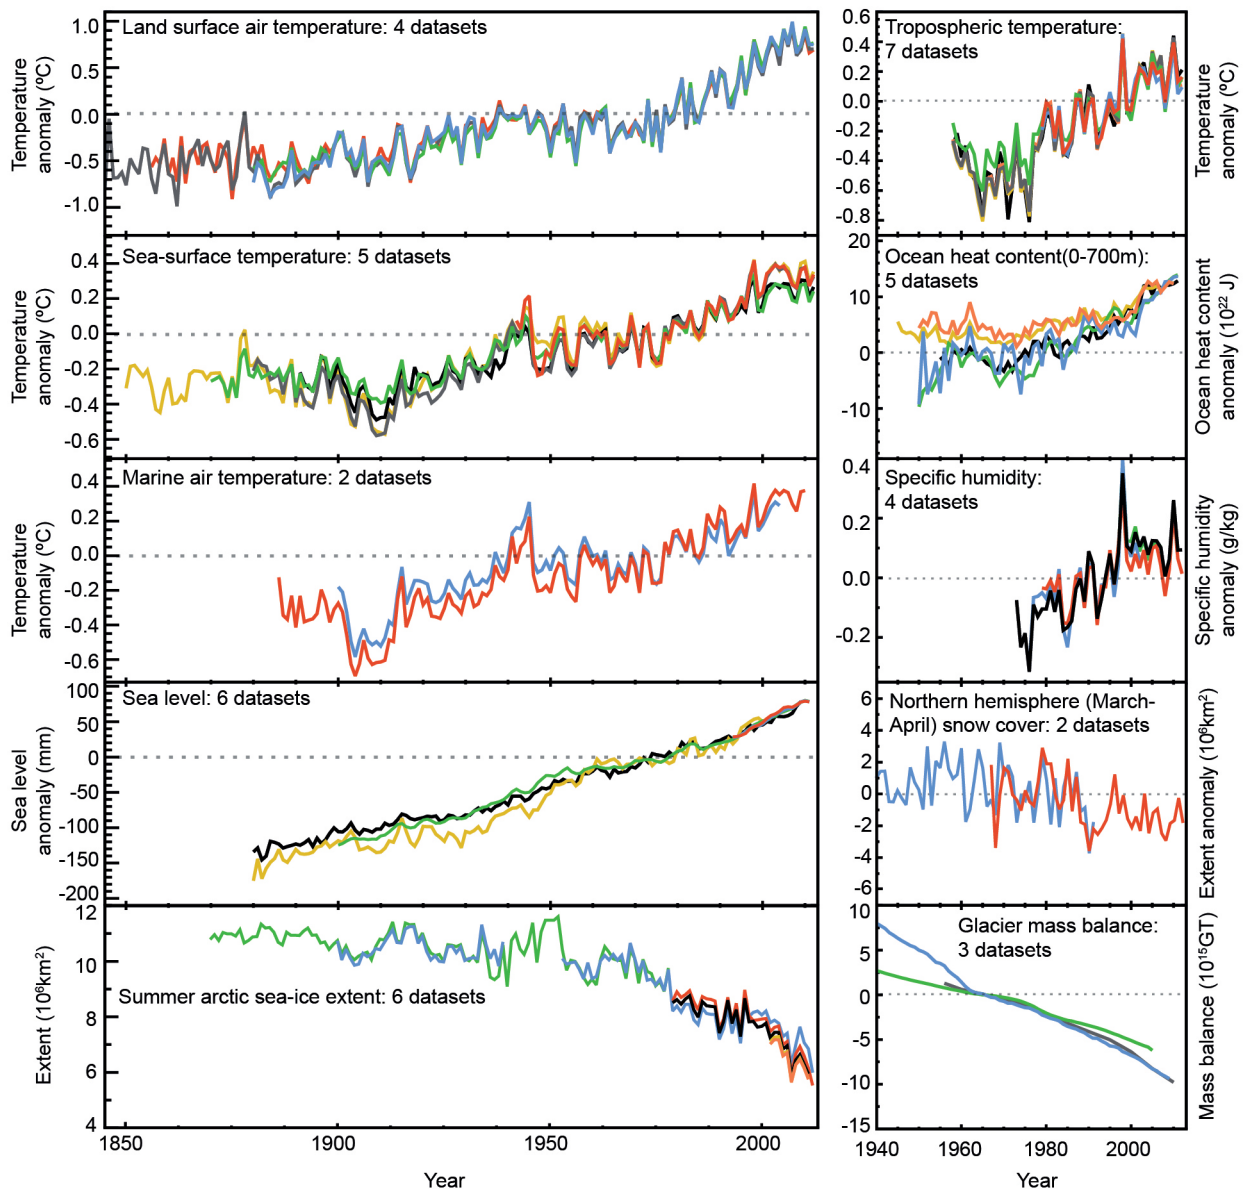 Land surface air temperature: 4 datasets
1.0
0.5
0.0
-0.5
-1.0
Temperature
anomaly (ºC)
Sea-surface temperature: 5 datasets
0.4
0.2
0.0
-0.2
-0.4
-0.6
Temperature
anomaly (ºC)
Marine air temperature: 2 datasets
0.4
0.2
0.0
-0.2
-0.4
-0.6
Temperature
anomaly (ºC)
Sea level: 6 datasets
100
50
0
-50
-100
-150
-200
Sea level
anomaly (mm)
Summer arctic sea-ice extent: 6 datasets
12
10
8
6
4
Extent (10⁶km²)
1850
1900
1950
2000
Year
Tropospheric temperature:
7 datasets
0.6
0.4
0.2
0.0
-0.2
-0.4
-0.6
-0.8
Temperature
anomaly (ºC)
Ocean heat content(0-700m):
5 datasets
20
10
0
-10
Ocean heat content
anomaly (10²² J)
Specific humidity:
4 datasets
0.4
0.2
0.0
-0.2
Specific humidity
anomaly (g/kg)
Northern hemisphere (March-
April) snow cover: 2 datasets
6
4
2
0
-2
-4
-6
Extent anomaly (10⁶km²)
Glacier mass balance:
3 datasets
10
5
0
-5
-10
-15
Mass balance (10¹⁵GT)
1940
1960
1980
2000
Year